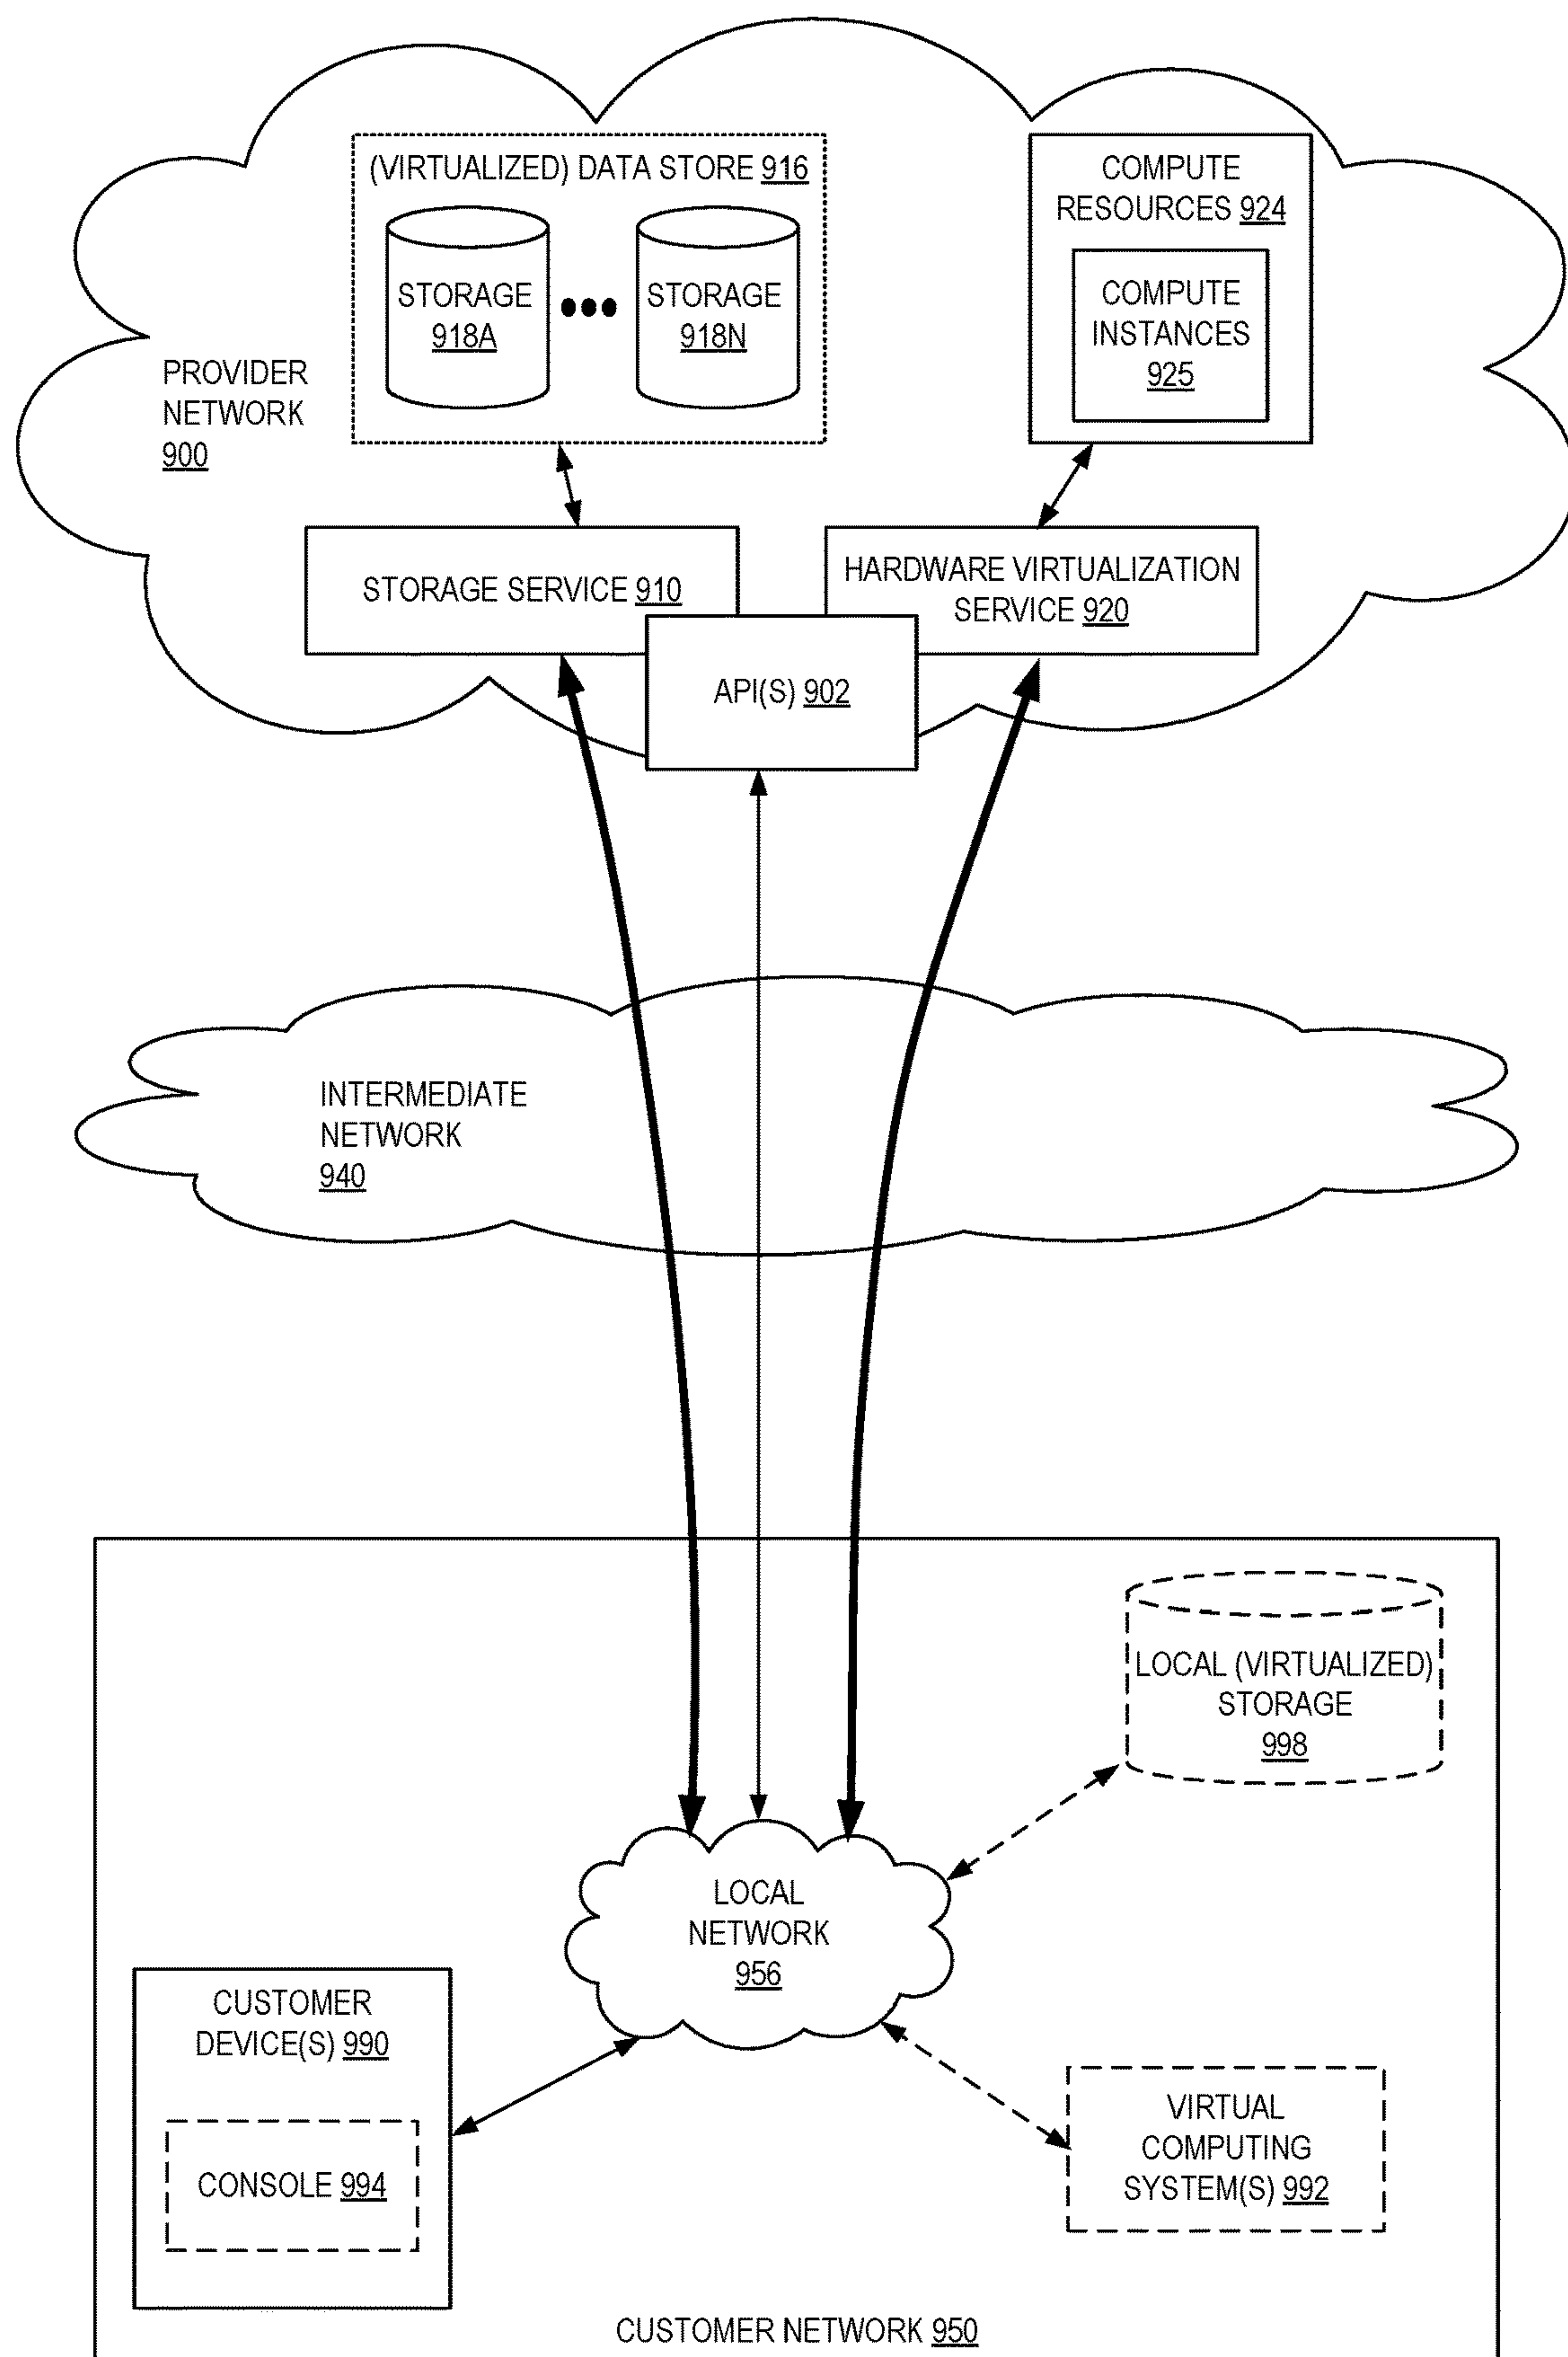 (VIRTUALIZED) DATA STORE 916
STORAGE
918A
STORAGE
918N
COMPUTE
RESOURCES 924
COMPUTE
INSTANCES
925
PROVIDER
NETWORK
900
STORAGE SERVICE 910
HARDWARE VIRTUALIZATION
SERVICE 920
API(S) 902
INTERMEDIATE
NETWORK
940
LOCAL (VIRTUALIZED)
STORAGE
998
LOCAL
NETWORK
956
CUSTOMER
DEVICE(S) 990
CONSOLE 994
VIRTUAL
COMPUTING
SYSTEM(S) 992
CUSTOMER NETWORK 950